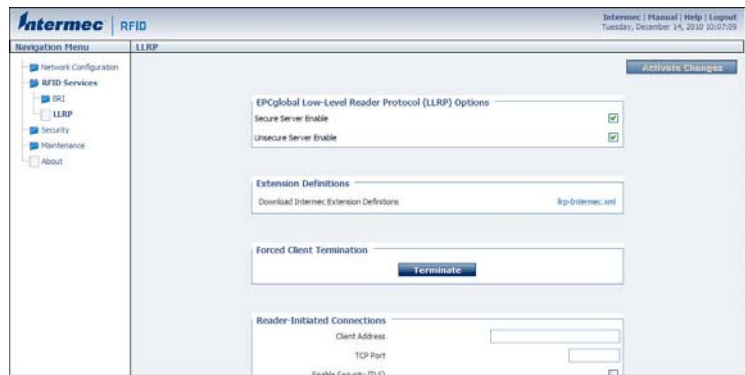 Intermec RFID
Intermec | Manual | Help | Logout
Tuesday, December 14, 2010 10:07:09
Navigation Menu
LLRP
Network Configuration
RFID Services
BRI
LLRP
Security
Maintenance
About
Activate Changes
EPCglobal Low-Level Reader Protocol (LLRP) Options
Secure Server Enable
Unsecure Server Enable
Extension Definitions
Download Intermec Extension Definitions
llrp-Intermec.xml
Forced Client Termination
Terminate
Reader-Initiated Connections
Client Address
TCP Port
Enable Security (TLS)